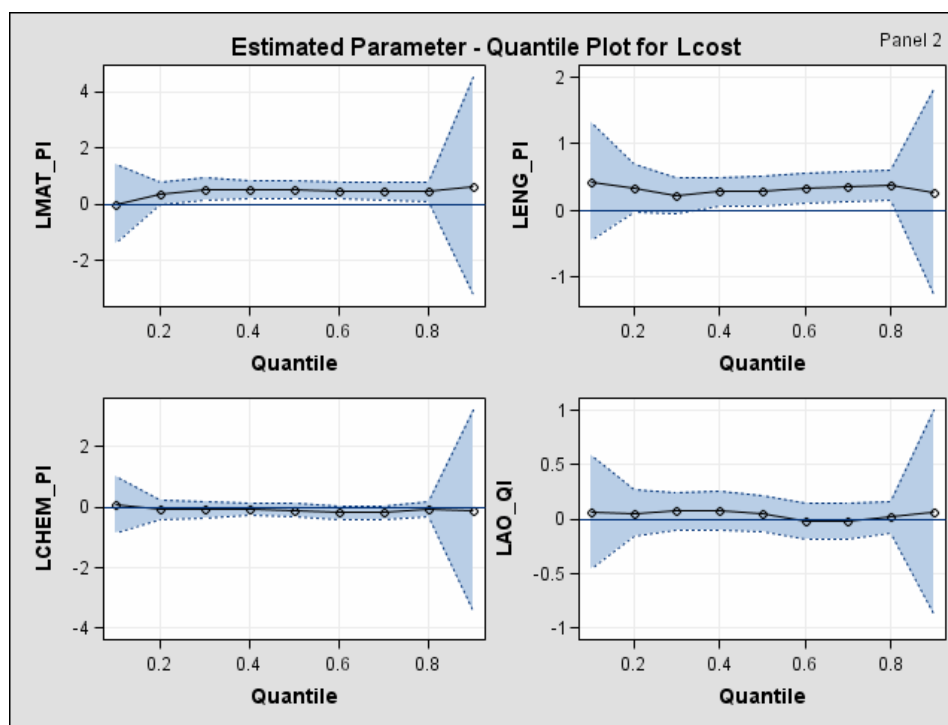 Estimated Parameter - Quantile Plot for Lcost
Panel 2
LMAT_PI
4
2
0
-2
0.2 0.4 0.6 0.8
Quantile
LENG_PI
2
1
0
-1
0.2 0.4 0.6 0.8
Quantile
LCHEM_PI
2
0
-2
-4
0.2 0.4 0.6 0.8
Quantile
LAO_QI
1
0.5
0
-0.5
-1
0.2 0.4 0.6 0.8
Quantile